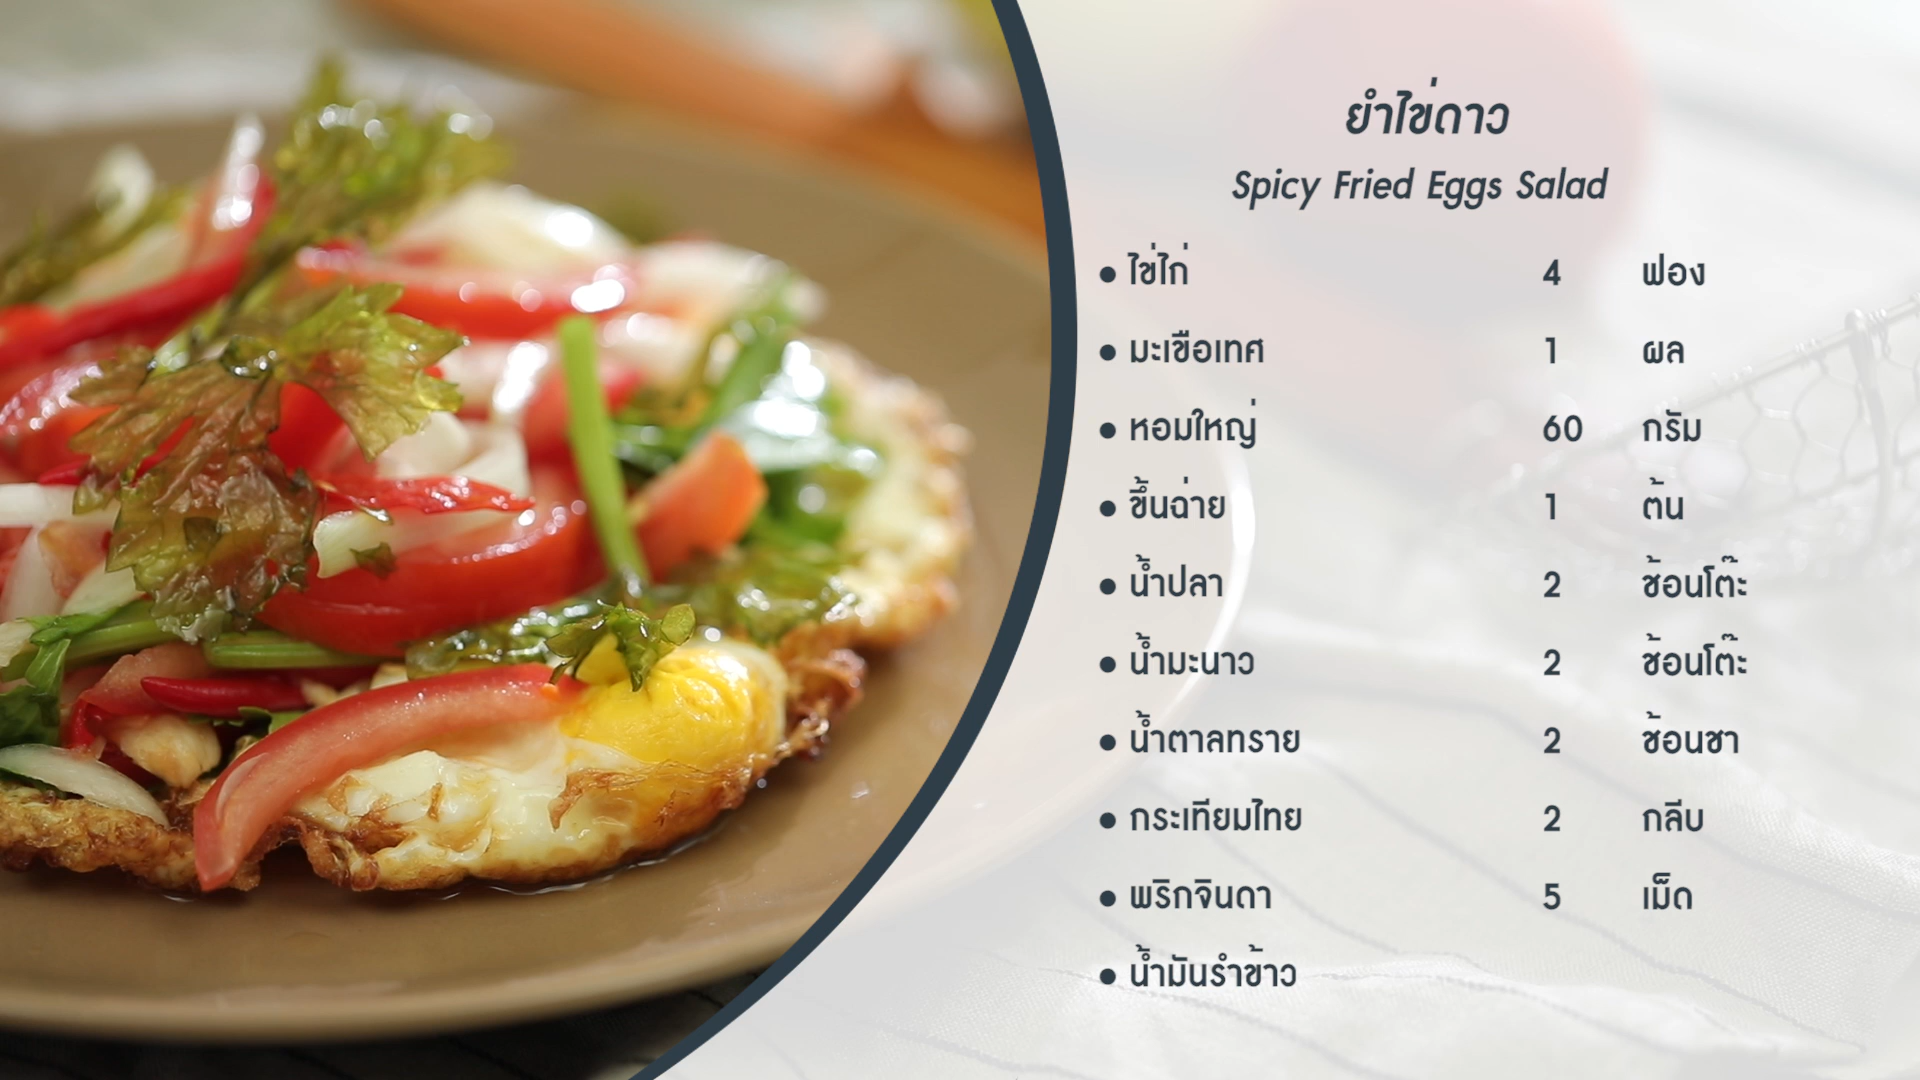 ยำไข่ดาว
Spicy Fried Eggs Salad
● ไข่ไก่ 4 ฟอง
● มะเขือเทศ 1 ผล
● หอมใหญ่ 60 กรัม
● ขึ้นฉ่าย 1 ต้น
● น้ำปลา 2 ช้อนโต๊ะ
● น้ำมะนาว 2 ช้อนโต๊ะ
● น้ำตาลทราย 2 ช้อนชา
● กระเทียมไทย 2 กลีบ
● พริกจินดา 5 เม็ด
● น้ำมันรำข้าว